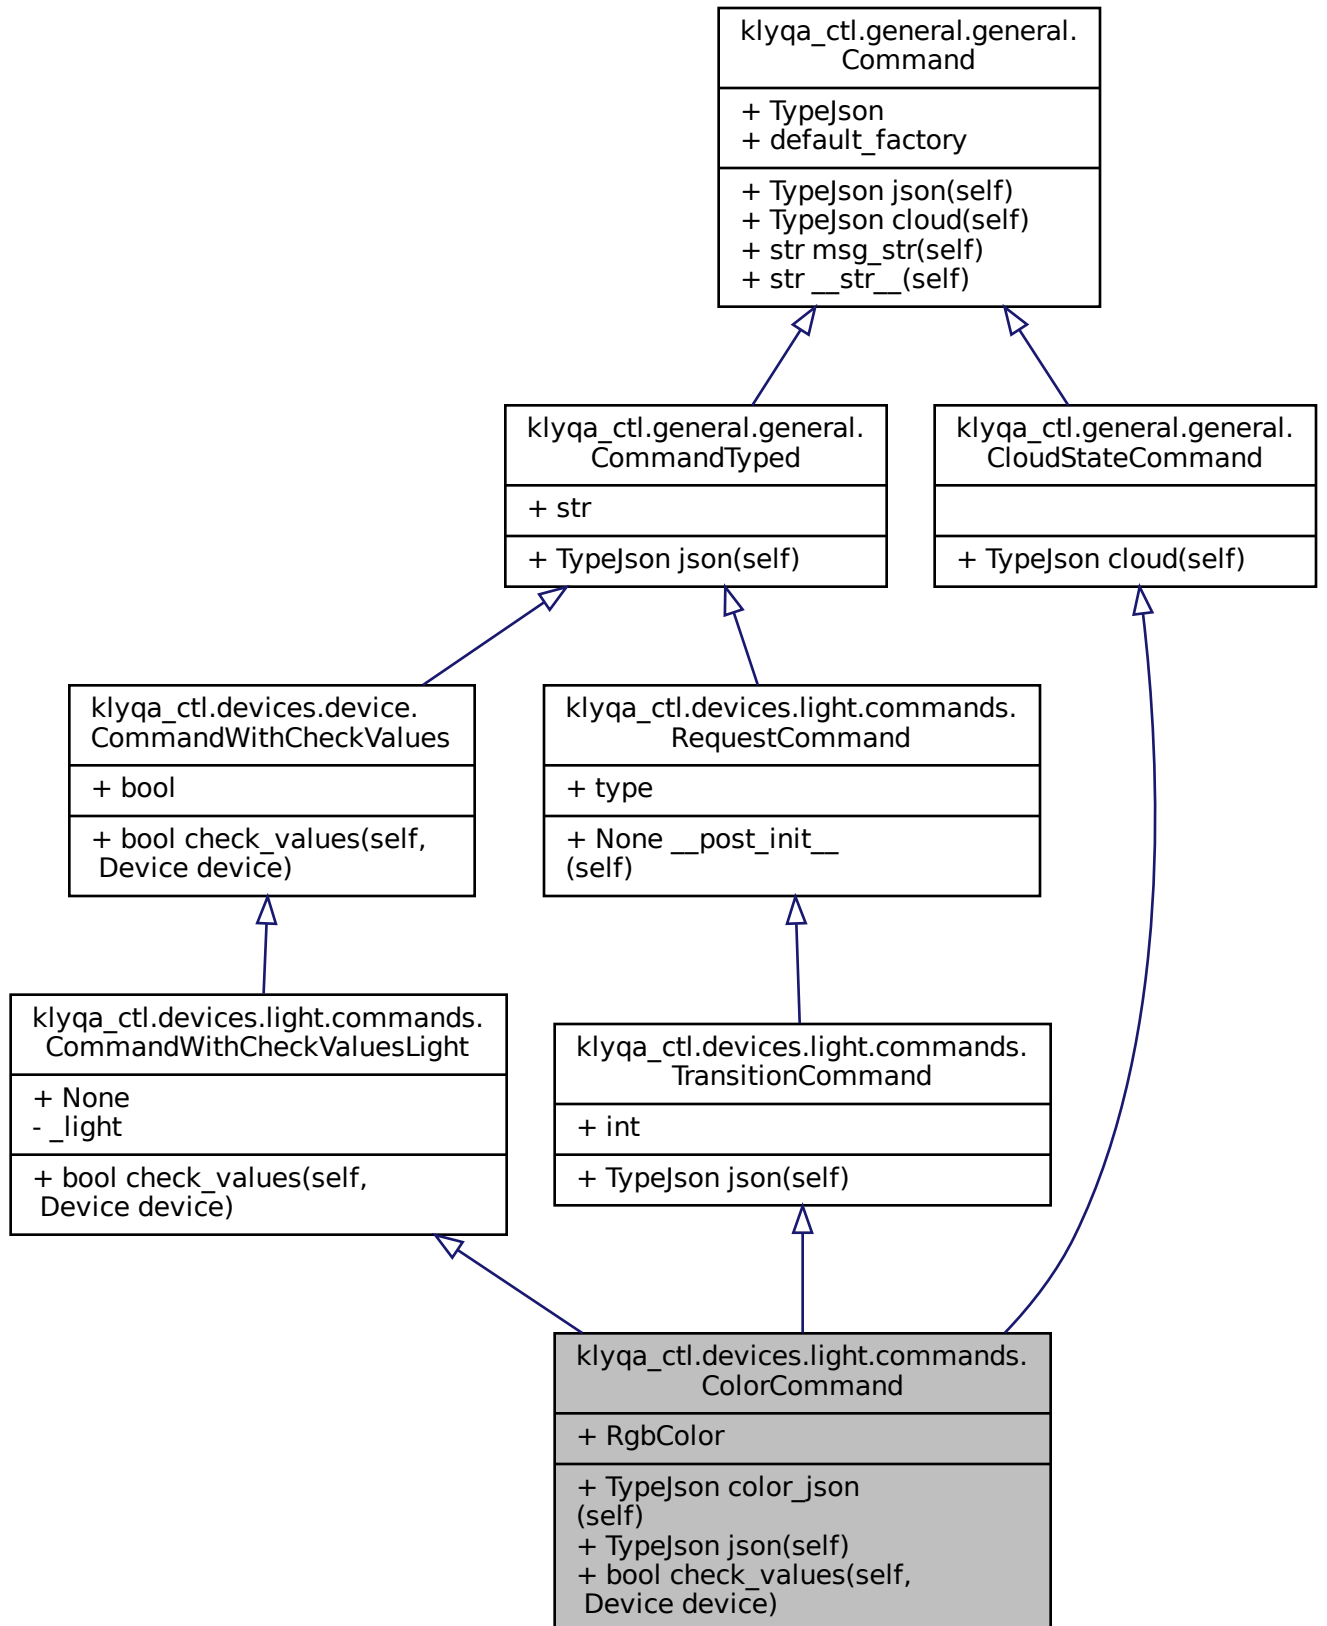 klyqa_ctl.general.general.
Command
+ TypeJson
+ default_factory
+ TypeJson json(self)
+ TypeJson cloud(self)
+ str msg_str(self)
+ str __str__(self)
klyqa_ctl.general.general.
CommandTyped
+ str
+ TypeJson json(self)
klyqa_ctl.general.general.
CloudStateCommand
+ TypeJson cloud(self)
klyqa_ctl.devices.device.
CommandWithCheckValues
+ bool
+ bool check_values(self,
Device device)
klyqa_ctl.devices.light.commands.
RequestCommand
+ type
+ None __post_init__
(self)
klyqa_ctl.devices.light.commands.
CommandWithCheckValuesLight
+ None
- _light
+ bool check_values(self,
Device device)
klyqa_ctl.devices.light.commands.
TransitionCommand
+ int
+ TypeJson json(self)
klyqa_ctl.devices.light.commands.
ColorCommand
+ RgbColor
+ TypeJson color_json
(self)
+ TypeJson json(self)
+ bool check_values(self,
Device device)